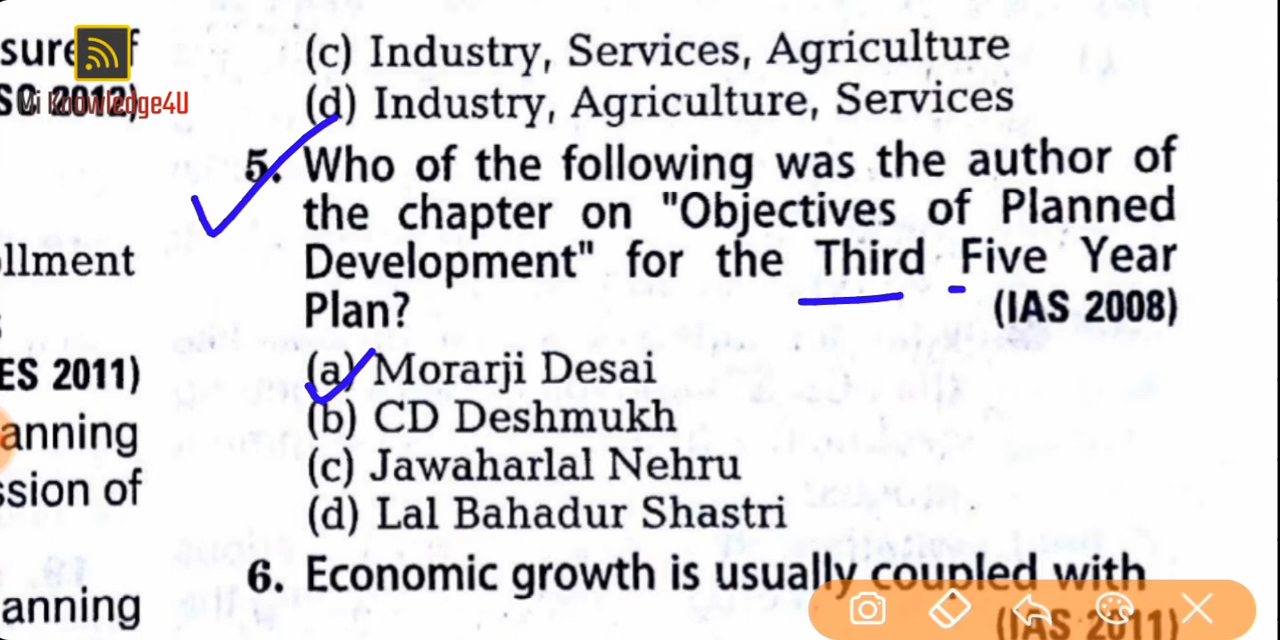 sure
SC 2012)
Mi Knowledge4U
ollment
ES 2011)
anning
ssion of
anning
(c) Industry, Services, Agriculture
(d) Industry, Agriculture, Services
5. Who of the following was the author of
the chapter on "Objectives of Planned
Development" for the Third Five Year
Plan? (IAS 2008)
(a) Morarji Desai
(b) CD Deshmukh
(c) Jawaharlal Nehru
(d) Lal Bahadur Shastri
6. Economic growth is usually coupled with
(IAS 2011)